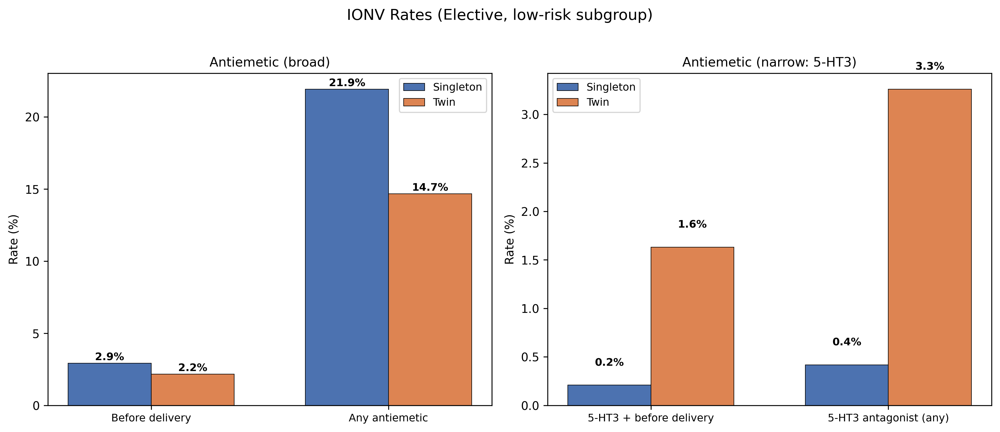 IONV Rates (Elective, low-risk subgroup)
Antiemetic (broad)
Rate (%)
20
15
10
5
0
21.9%
14.7%
2.9%
2.2%
Singleton
Twin
Before delivery
Any antiemetic
Antiemetic (narrow: 5-HT3)
Rate (%)
3.0
2.5
2.0
1.5
1.0
0.5
0.0
3.3%
1.6%
0.4%
0.2%
Singleton
Twin
5-HT3 + before delivery
5-HT3 antagonist (any)